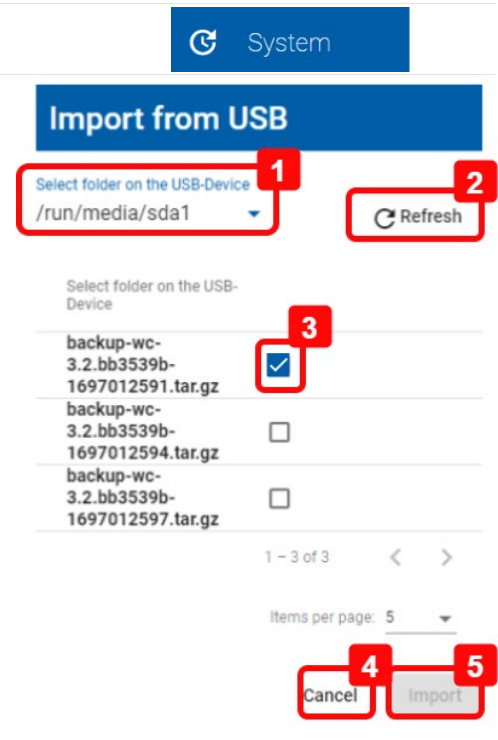 System
Import from USB
1
Select folder on the USB-Device
2
/run/media/sda1
Refresh
Select folder on the USB-
Device
3
backup-wc-
3.2.bb3539b-
1697012591.tar.gz
backup-wc-
3.2.bb3539b-
1697012594.tar.gz
backup-wc-
3.2.bb3539b-
1697012597.tar.gz
1 – 3 of 3
Items per page: 5
4
5
Cancel
Import